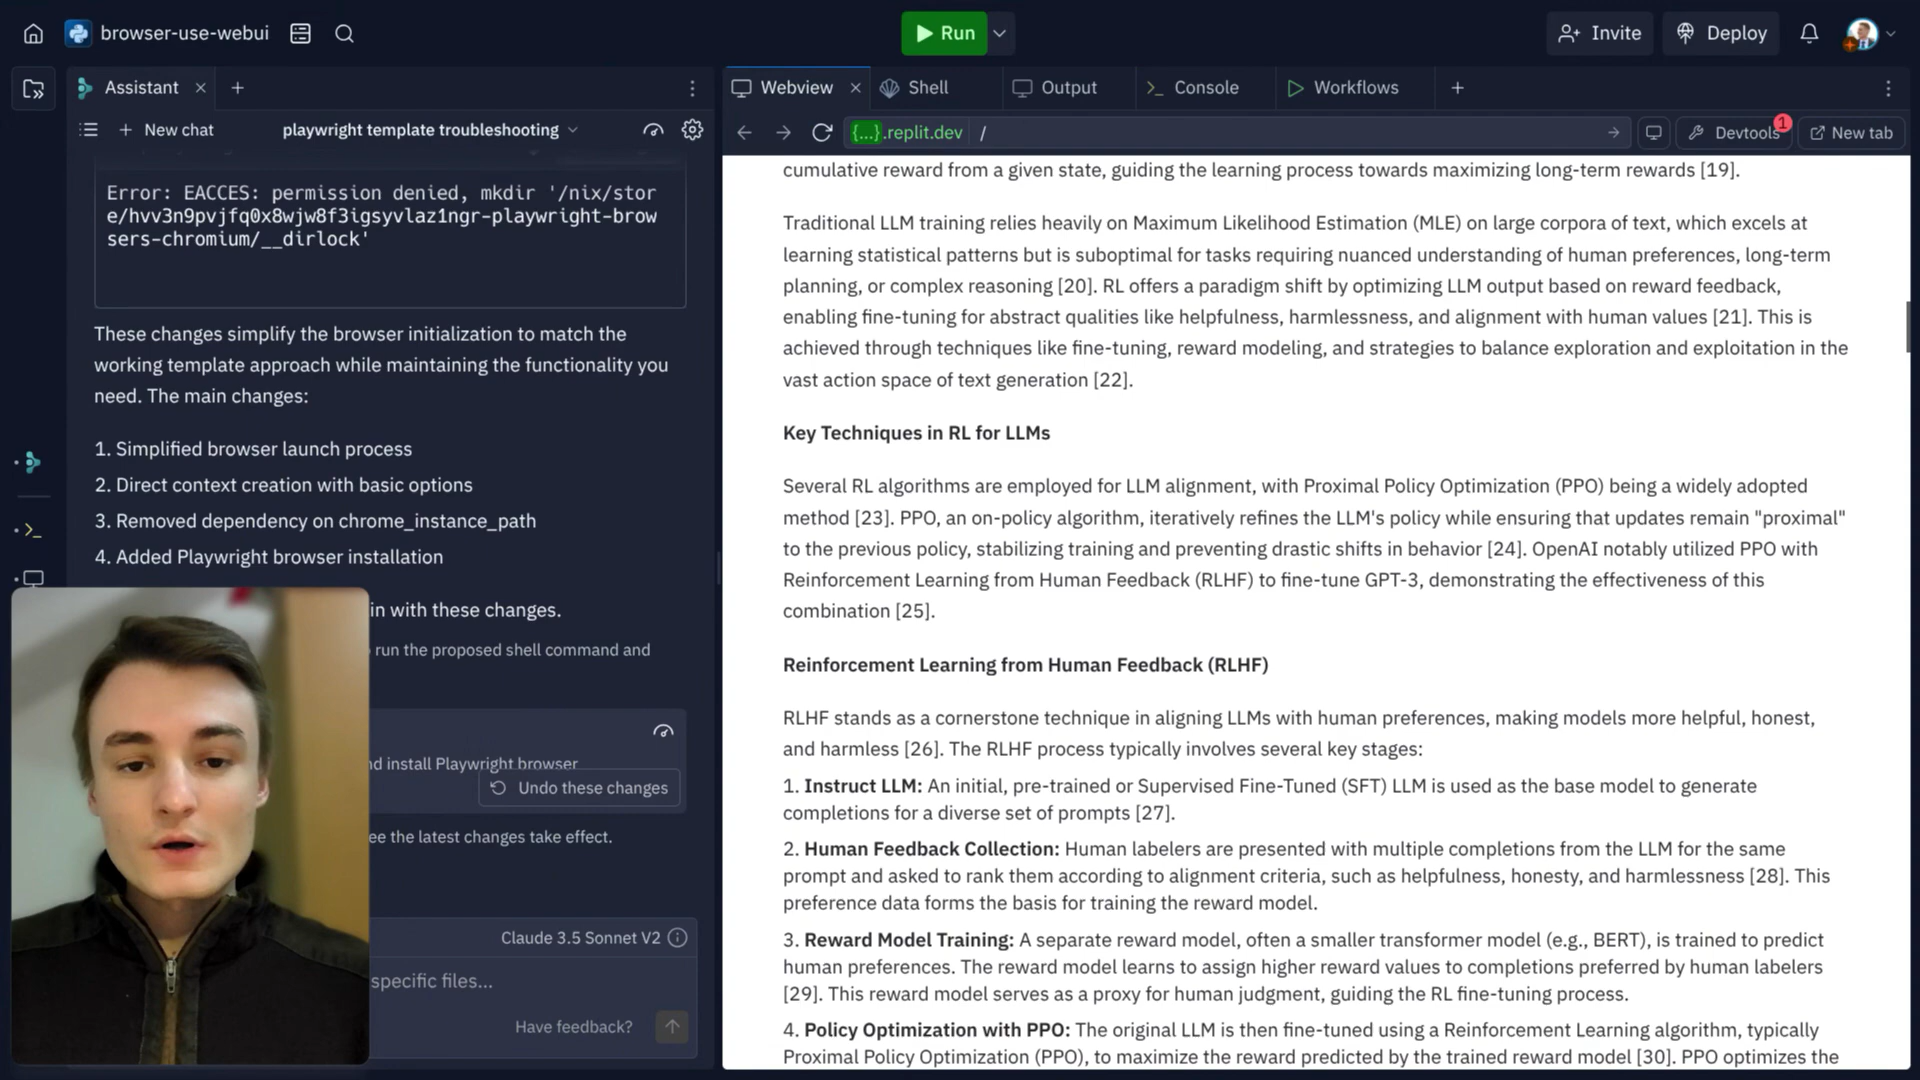 browser-use-webui
Run
Invite
Deploy
Assistant
Webview
Shell
Output
Console
Workflows
New chat
playwright template troubleshooting
{...}.replit.dev /
Devtools
1
New tab
Error: EACCES: permission denied, mkdir '/nix/stor
e/hvv3n9pvjfq0x8wjw8f3igsyvlaz1ngr-playwright-brow
sers-chromium/__dirlock'
These changes simplify the browser initialization to match the
working template approach while maintaining the functionality you
need. The main changes:
1. Simplified browser launch process
2. Direct context creation with basic options
3. Removed dependency on chrome_instance_path
4. Added Playwright browser installation
in with these changes.
run the proposed shell command and
nd install Playwright browser
Undo these changes
ee the latest changes take effect.
Claude 3.5 Sonnet V2
specific files...
Have feedback?
cumulative reward from a given state, guiding the learning process towards maximizing long-term rewards [19].
Traditional LLM training relies heavily on Maximum Likelihood Estimation (MLE) on large corpora of text, which excels at
learning statistical patterns but is suboptimal for tasks requiring nuanced understanding of human preferences, long-term
planning, or complex reasoning [20]. RL offers a paradigm shift by optimizing LLM output based on reward feedback,
enabling fine-tuning for abstract qualities like helpfulness, harmlessness, and alignment with human values [21]. This is
achieved through techniques like fine-tuning, reward modeling, and strategies to balance exploration and exploitation in the
vast action space of text generation [22].
Key Techniques in RL for LLMs
Several RL algorithms are employed for LLM alignment, with Proximal Policy Optimization (PPO) being a widely adopted
method [23]. PPO, an on-policy algorithm, iteratively refines the LLM's policy while ensuring that updates remain "proximal"
to the previous policy, stabilizing training and preventing drastic shifts in behavior [24]. OpenAI notably utilized PPO with
Reinforcement Learning from Human Feedback (RLHF) to fine-tune GPT-3, demonstrating the effectiveness of this
combination [25].
Reinforcement Learning from Human Feedback (RLHF)
RLHF stands as a cornerstone technique in aligning LLMs with human preferences, making models more helpful, honest,
and harmless [26]. The RLHF process typically involves several key stages:
1. Instruct LLM: An initial, pre-trained or Supervised Fine-Tuned (SFT) LLM is used as the base model to generate
completions for a diverse set of prompts [27].
2. Human Feedback Collection: Human labelers are presented with multiple completions from the LLM for the same
prompt and asked to rank them according to alignment criteria, such as helpfulness, honesty, and harmlessness [28]. This
preference data forms the basis for training the reward model.
3. Reward Model Training: A separate reward model, often a smaller transformer model (e.g., BERT), is trained to predict
human preferences. The reward model learns to assign higher reward values to completions preferred by human labelers
[29]. This reward model serves as a proxy for human judgment, guiding the RL fine-tuning process.
4. Policy Optimization with PPO: The original LLM is then fine-tuned using a Reinforcement Learning algorithm, typically
Proximal Policy Optimization (PPO), to maximize the reward predicted by the trained reward model [30]. PPO optimizes the